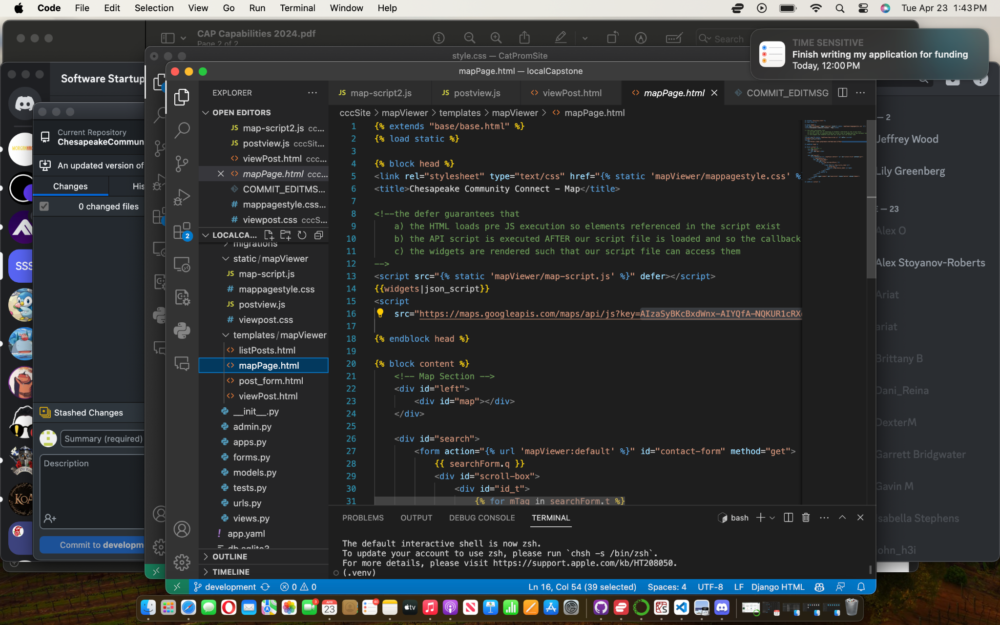 Code File Edit Selection View Go Run Terminal Window Help
Tue Apr 23 1:43 PM
CAP Capabilities 2024.pdf
Page 2 of 2
Search
TIME SENSITIVE
Finish writing my application for funding
Today, 12:00 PM
style.css — CatPromSite
mapPage.html — localCapstone
Software Startup
Current Repository
ChesapeakeCommun
An updated version of
Changes
His
0 changed files
Stashed Changes
Summary (required)
Description
Commit to developm
SSS
EXPLORER
OPEN EDITORS
JS map-script2.js cc...
JS postview.js cccSit...
<> viewPost.html ccc...
<> mapPage.html ccc...
COMMIT_EDITMS...
# mappagestyle.css...
# viewpost.css cccS...
2
LOCALCA...
migrations
static/mapViewer
JS map-script.js
# mappagestyle.css
JS postview.js
# viewpost.css
templates/mapViewer
<> listPosts.html
<> mapPage.html
<> post_form.html
<> viewPost.html
__init__.py
admin.py
apps.py
forms.py
models.py
tests.py
urls.py
views.py
! app.yaml
db.sqlite3
OUTLINE
TIMELINE
JS map-script2.js
JS postview.js
<> viewPost.html
<> mapPage.html
COMMIT_EDITMSG
cccSite > mapViewer > templates > mapViewer > <> mapPage.html
1 {% extends "base/base.html" %}
2 {% load static %}
3
4 {% block head %}
5 <link rel="stylesheet" type="text/css" href="{% static 'mapViewer/mappagestyle.css' %
6 <title>Chesapeake Community Connect - Map</title>
7
8 <!--the defer guarantees that
9 a) the HTML loads pre JS execution so elements referenced in the script exist
10 b) the API script is executed AFTER our script file is loaded and so the callback
11 c) the widgets are rendered such that our script file can access them
12 -->
13 <script src="{% static 'mapViewer/map-script.js' %}" defer></script>
14 {{widgets|json_script}}
15 <script
16 src="https://maps.googleapis.com/maps/api/js?key=AIzaSyBKcBxdWnx-AIYQfA-NQKUR1cRX
17
18 {% endblock head %}
19
20 {% block content %}
21 <!-- Map Section -->
22 <div id="left">
23 <div id="map"></div>
24 </div>
25
26 <div id="search">
27 <form action="{% url 'mapViewer:default' %}" id="contact-form" method="get">
28 {{ searchForm.q }}
29 <div id="scroll-box">
30 <div id="id_t">
31 {% for mTag in searchForm.t %}
PROBLEMS OUTPUT DEBUG CONSOLE TERMINAL
bash
The default interactive shell is now zsh.
To update your account to use zsh, please run `chsh -s /bin/zsh`.
For more details, please visit https://support.apple.com/kb/HT208050.
(.venv)
development
0 0
Ln 16, Col 54 (39 selected) Spaces: 4 UTF-8 LF Django HTML
— 2
Jeffrey Wood
Lily Greenberg
E — 23
Alex O
Alex Stoyanov-Roberts
Ariat
ariat
Brittany B
Dani_Reina
DexterM
Garrett Bridgwater
Gavin M
Isabella Stephens
john_h3i
3
APR
23
40
tv